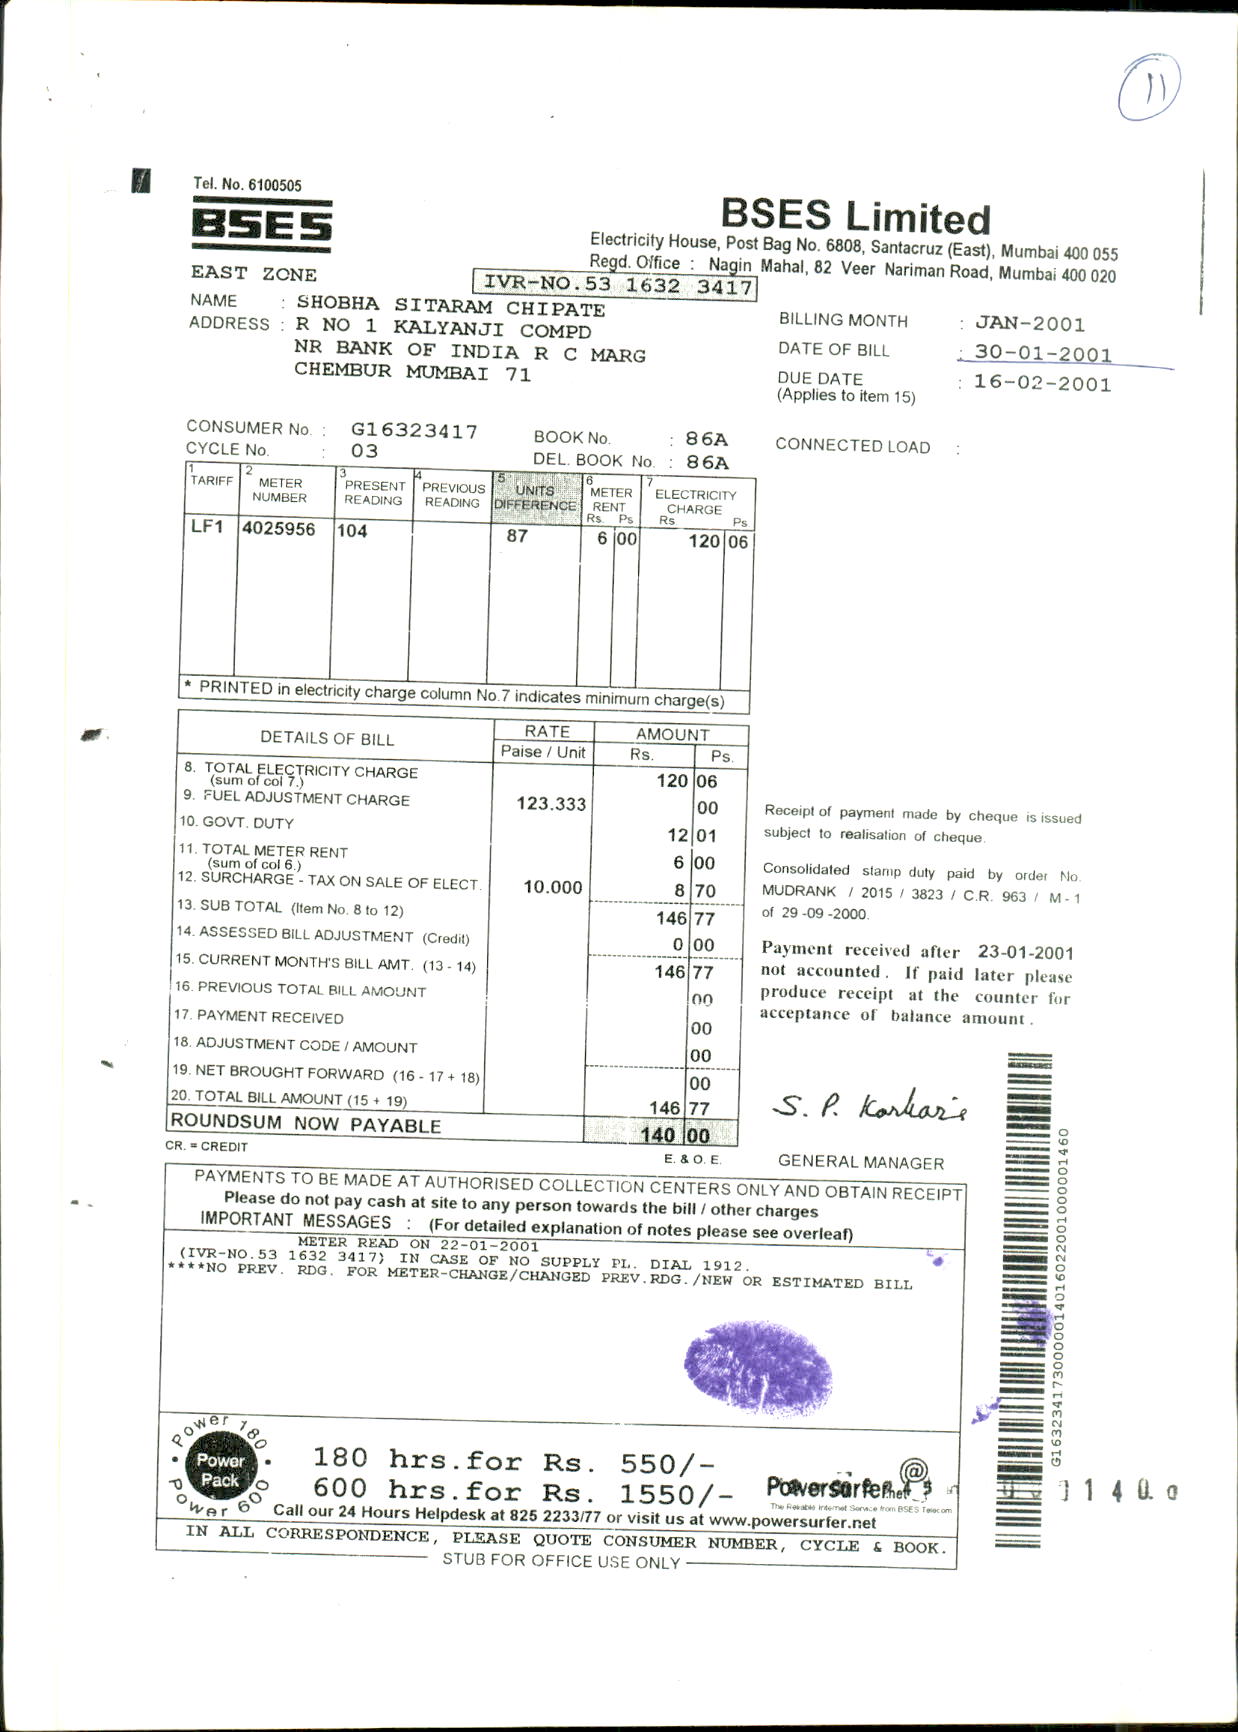 11
Tel. No. 6100505
BSES
BSES Limited
Electricity House, Post Bag No. 6808, Santacruz (East), Mumbai 400 055
Regd. Office : Nagin Mahal, 82 Veer Nariman Road, Mumbai 400 020
EAST ZONE
IVR-NO.53 1632 3417
NAME : SHOBHA SITARAM CHIPATE
ADDRESS : R NO 1 KALYANJI COMPD
NR BANK OF INDIA R C MARG
CHEMBUR MUMBAI 71
BILLING MONTH : JAN-2001
DATE OF BILL : 30-01-2001
DUE DATE : 16-02-2001
(Applies to item 15)
CONSUMER No. : G16323417
BOOK No. : 86A
CONNECTED LOAD :
CYCLE No. : 03
DEL. BOOK No. : 86A
1 TARIFF 2 METER NUMBER 3 PRESENT READING 4 PREVIOUS READING 5 UNITS DIFFERENCE 6 METER RENT Rs. Ps 7 ELECTRICITY CHARGE Rs Ps
LF1 4025956 104 87 6 00 120 06
* PRINTED in electricity charge column No.7 indicates minimum charge(s)
DETAILS OF BILL RATE AMOUNT
Paise / Unit Rs. Ps.
8. TOTAL ELECTRICITY CHARGE 120 06
(sum of col 7.)
9. FUEL ADJUSTMENT CHARGE 123.333 00
10. GOVT. DUTY 12 01
11. TOTAL METER RENT 6 00
(sum of col 6.)
12. SURCHARGE - TAX ON SALE OF ELECT. 10.000 8 70
13. SUB TOTAL (Item No. 8 to 12) 146 77
14. ASSESSED BILL ADJUSTMENT (Credit) 0 00
15. CURRENT MONTH'S BILL AMT. (13 - 14) 146 77
16. PREVIOUS TOTAL BILL AMOUNT 00
17. PAYMENT RECEIVED 00
18. ADJUSTMENT CODE / AMOUNT 00
19. NET BROUGHT FORWARD (16 - 17 + 18) 00
20. TOTAL BILL AMOUNT (15 + 19) 146 77
ROUNDSUM NOW PAYABLE 140 00
CR. = CREDIT
E. & O. E.
Receipt of payment made by cheque is issued
subject to realisation of cheque.
Consolidated stamp duty paid by order No.
MUDRANK / 2015 / 3823 / C.R. 963 / M - 1
of 29 -09 -2000.
Payment received after 23-01-2001
not accounted. If paid later please
produce receipt at the counter for
acceptance of balance amount.
S. P. Karhari
GENERAL MANAGER
PAYMENTS TO BE MADE AT AUTHORISED COLLECTION CENTERS ONLY AND OBTAIN RECEIPT
Please do not pay cash at site to any person towards the bill / other charges
IMPORTANT MESSAGES : (For detailed explanation of notes please see overleaf)
METER READ ON 22-01-2001
(IVR-NO.53 1632 3417) IN CASE OF NO SUPPLY PL. DIAL 1912.
****NO PREV. RDG. FOR METER-CHANGE/CHANGED PREV.RDG./NEW OR ESTIMATED BILL
Power 180
Power Pack
Power 600
180 hrs.for Rs. 550/-
600 hrs.for Rs. 1550/-
Powersurfer.net
The Reliable Internet Service from BSES Telecom
Call our 24 Hours Helpdesk at 825 2233/77 or visit us at www.powersurfer.net
IN ALL CORRESPONDENCE, PLEASE QUOTE CONSUMER NUMBER, CYCLE & BOOK.
STUB FOR OFFICE USE ONLY
140.0